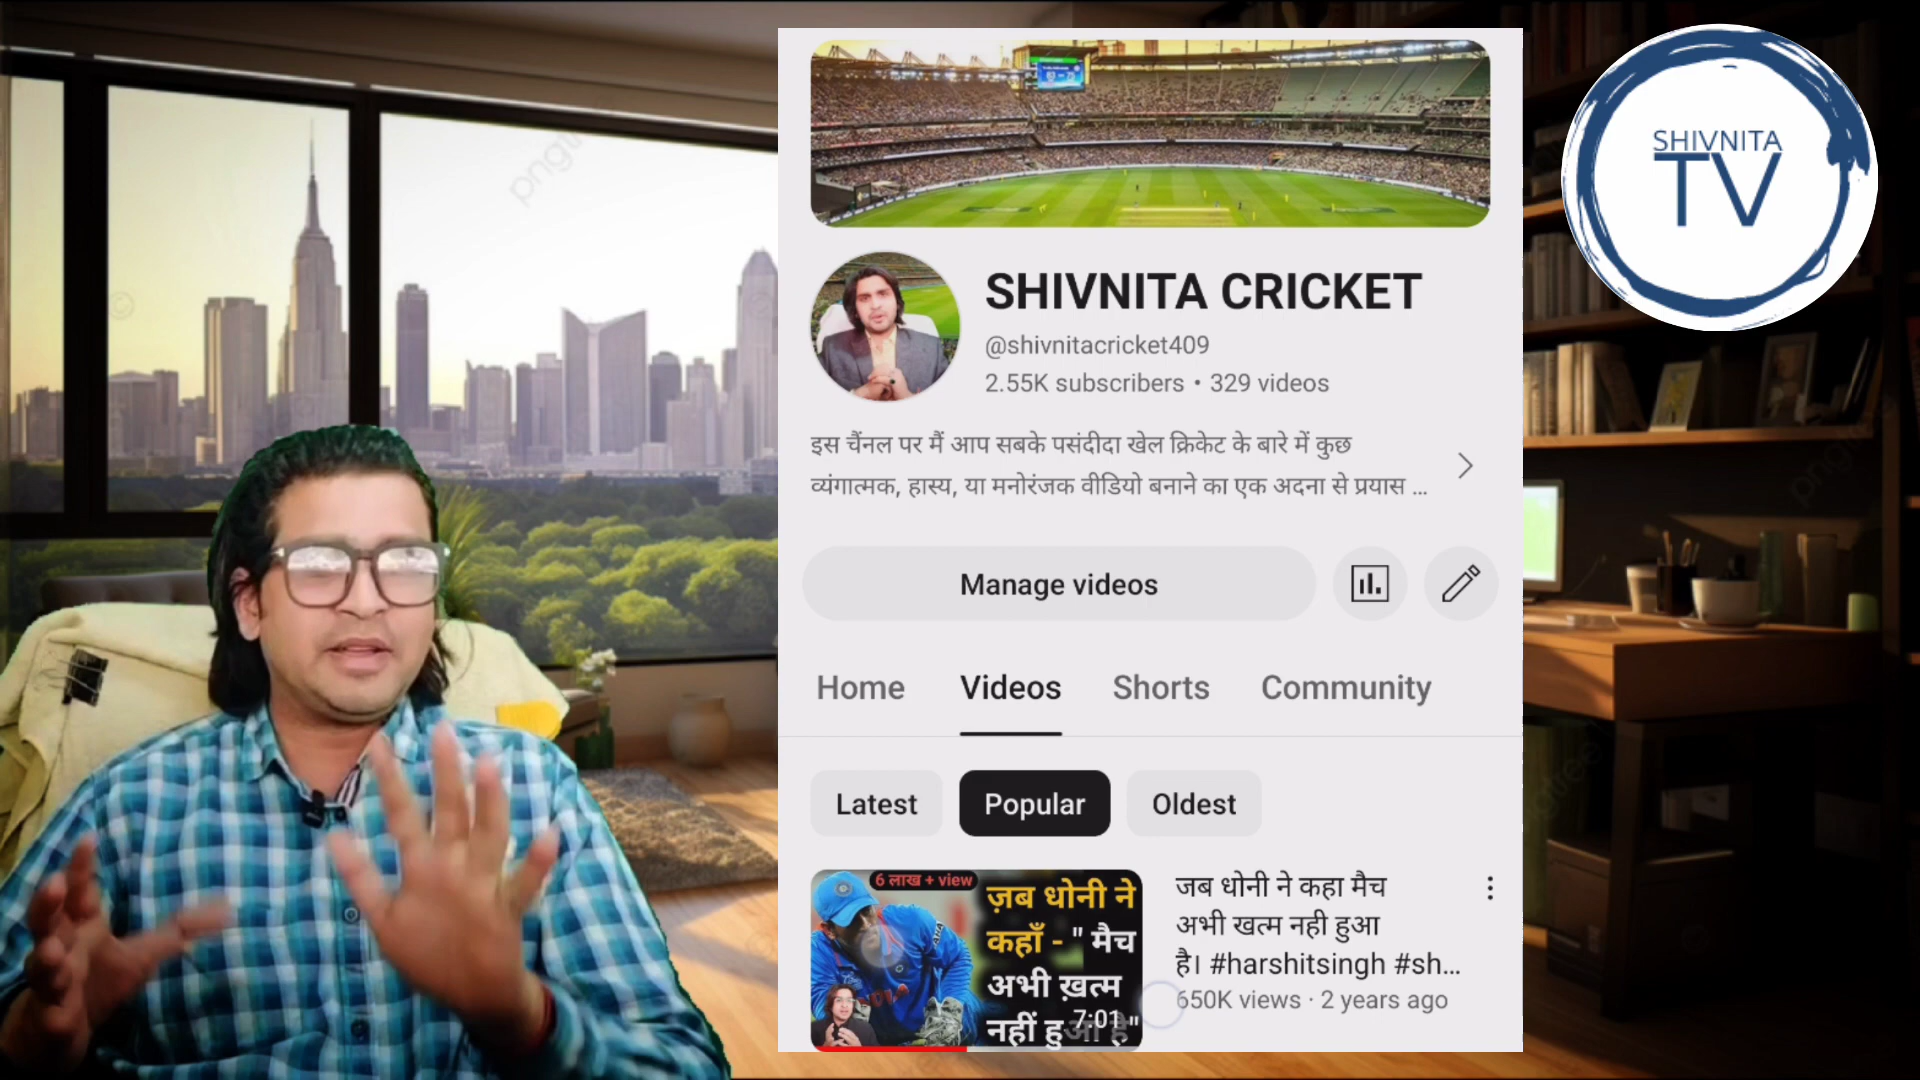 SHIVNITA
TV
SHIVNITA CRICKET
@shivnitacricket409
2.55K subscribers • 329 videos
इस चैंनल पर मैं आप सबके पसंदीदा खेल क्रिकेट के बारे में कुछ
व्यंगात्मक, हास्य, या मनोरंजक वीडियो बनाने का एक अदना से प्रयास ...
Manage videos
Home Videos Shorts Community
Latest Popular Oldest
6 लाख + view
ज़ब धोनी ने
कहाँ - " मैच
अभी ख़त्म
नहीं हुआ है"
7:01
जब धोनी ने कहा मैच
अभी खत्म नही हुआ
है। #harshitsingh #sh...
650K views · 2 years ago